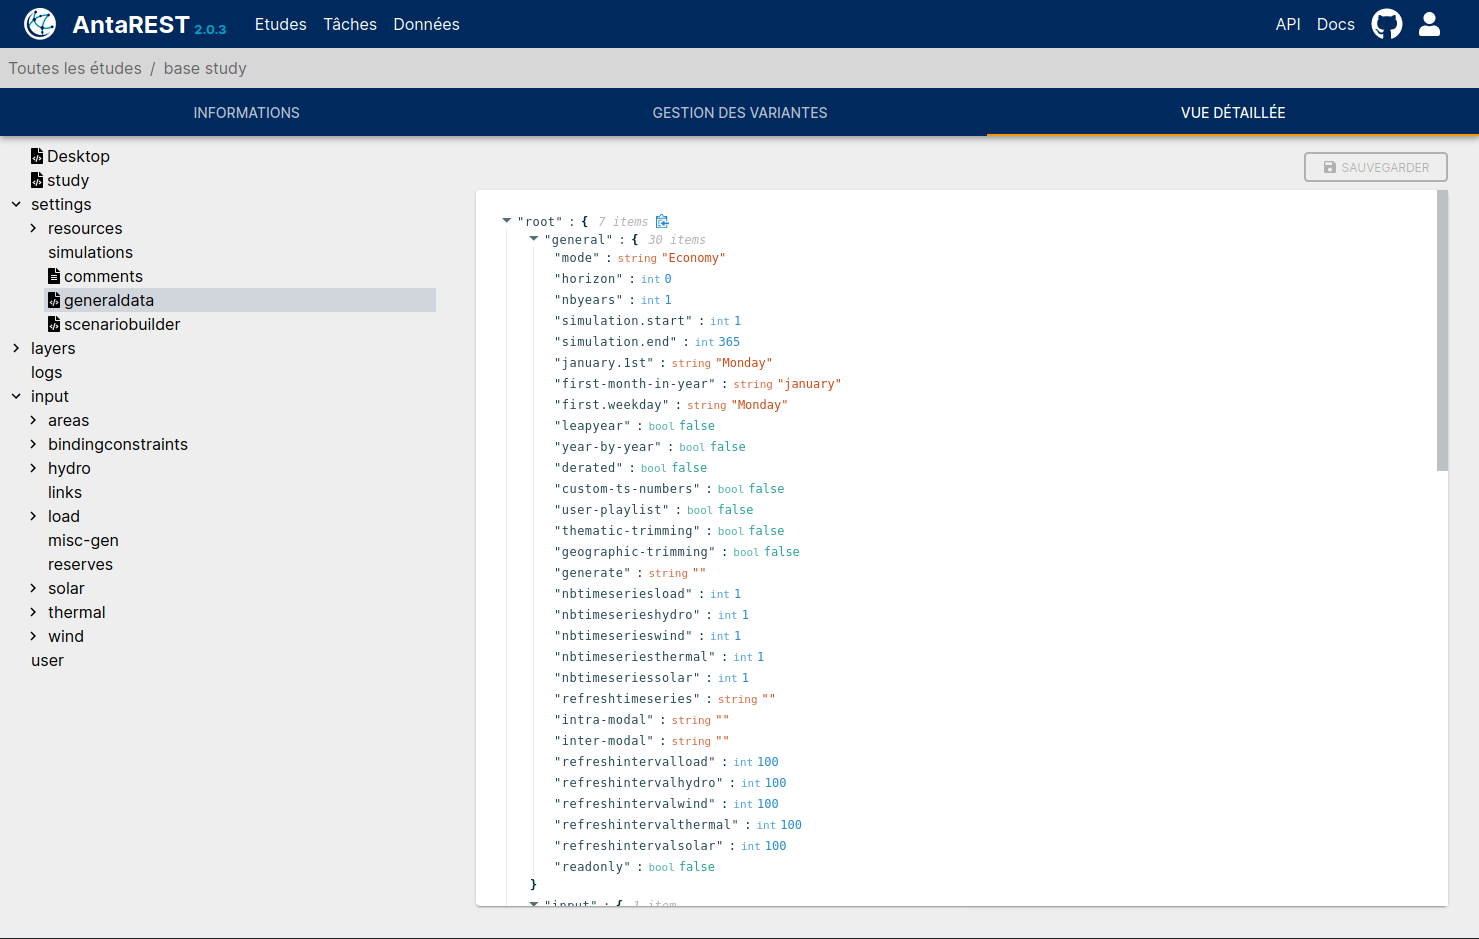 AntaREST 2.0.3 Etudes Tâches Données API Docs
Toutes les études / base study
INFORMATIONS GESTION DES VARIANTES VUE DÉTAILLÉE
Desktop
study
settings
resources
simulations
comments
generaldata
scenariobuilder
layers
logs
input
areas
bindingconstraints
hydro
links
load
misc-gen
reserves
solar
thermal
wind
user
SAUVEGARDER
"root" : { 7 items
"general" : { 30 items
"mode" : string "Economy"
"horizon" : int 0
"nbyears" : int 1
"simulation.start" : int 1
"simulation.end" : int 365
"january.1st" : string "Monday"
"first-month-in-year" : string "january"
"first.weekday" : string "Monday"
"leapyear" : bool false
"year-by-year" : bool false
"derated" : bool false
"custom-ts-numbers" : bool false
"user-playlist" : bool false
"thematic-trimming" : bool false
"geographic-trimming" : bool false
"generate" : string ""
"nbtimeseriesload" : int 1
"nbtimeserieshydro" : int 1
"nbtimeserieswind" : int 1
"nbtimeseriesthermal" : int 1
"nbtimeseriessolar" : int 1
"refreshtimeseries" : string ""
"intra-modal" : string ""
"inter-modal" : string ""
"refreshintervalload" : int 100
"refreshintervalhydro" : int 100
"refreshintervalwind" : int 100
"refreshintervalthermal" : int 100
"refreshintervalsolar" : int 100
"readonly" : bool false
}
"input" : { 1 item